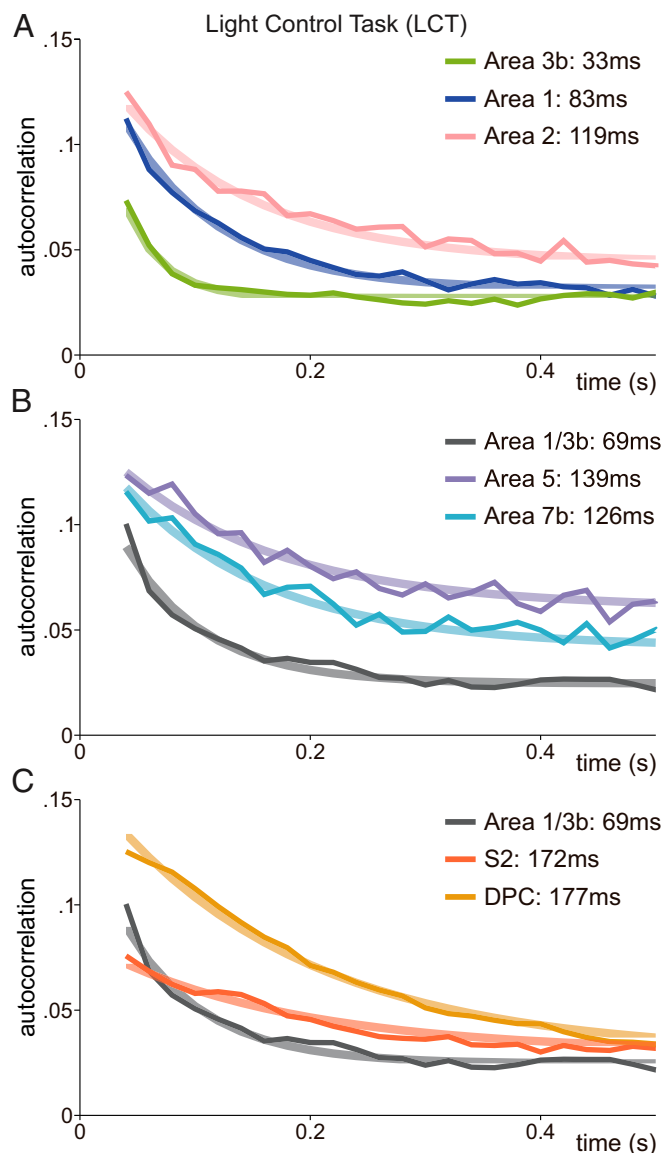 A
Light Control Task (LCT)
.15
Area 3b: 33ms
Area 1: 83ms
Area 2: 119ms
.1
autocorrelation
.05
0
0
0.2
0.4
time (s)
B
.15
Area 1/3b: 69ms
Area 5: 139ms
Area 7b: 126ms
.1
autocorrelation
.05
0
0
0.2
0.4
time (s)
C
.15
Area 1/3b: 69ms
S2: 172ms
DPC: 177ms
.1
autocorrelation
.05
0
0
0.2
0.4
time (s)